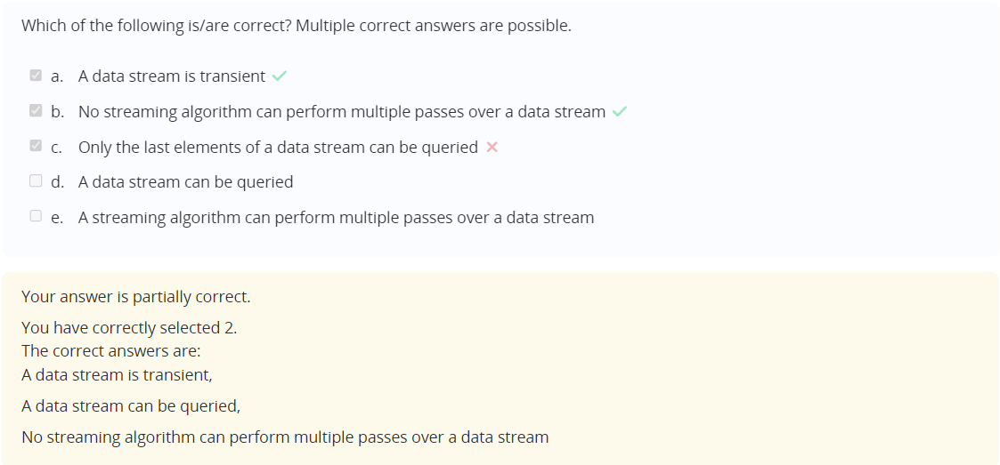 Which of the following is/are correct? Multiple correct answers are possible.
a. A data stream is transient
b. No streaming algorithm can perform multiple passes over a data stream
c. Only the last elements of a data stream can be queried
d. A data stream can be queried
e. A streaming algorithm can perform multiple passes over a data stream
Your answer is partially correct.
You have correctly selected 2.
The correct answers are:
A data stream is transient,
A data stream can be queried,
No streaming algorithm can perform multiple passes over a data stream